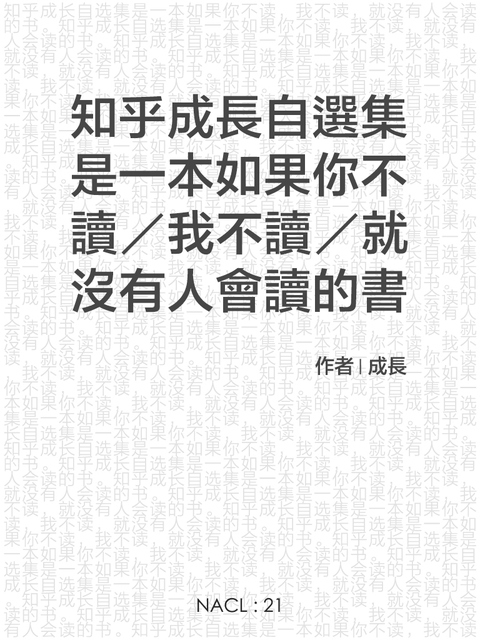 知乎成長自選集
是一本如果你不
讀／我不讀／就
沒有人會讀的書
作者 | 成長
NACL : 21